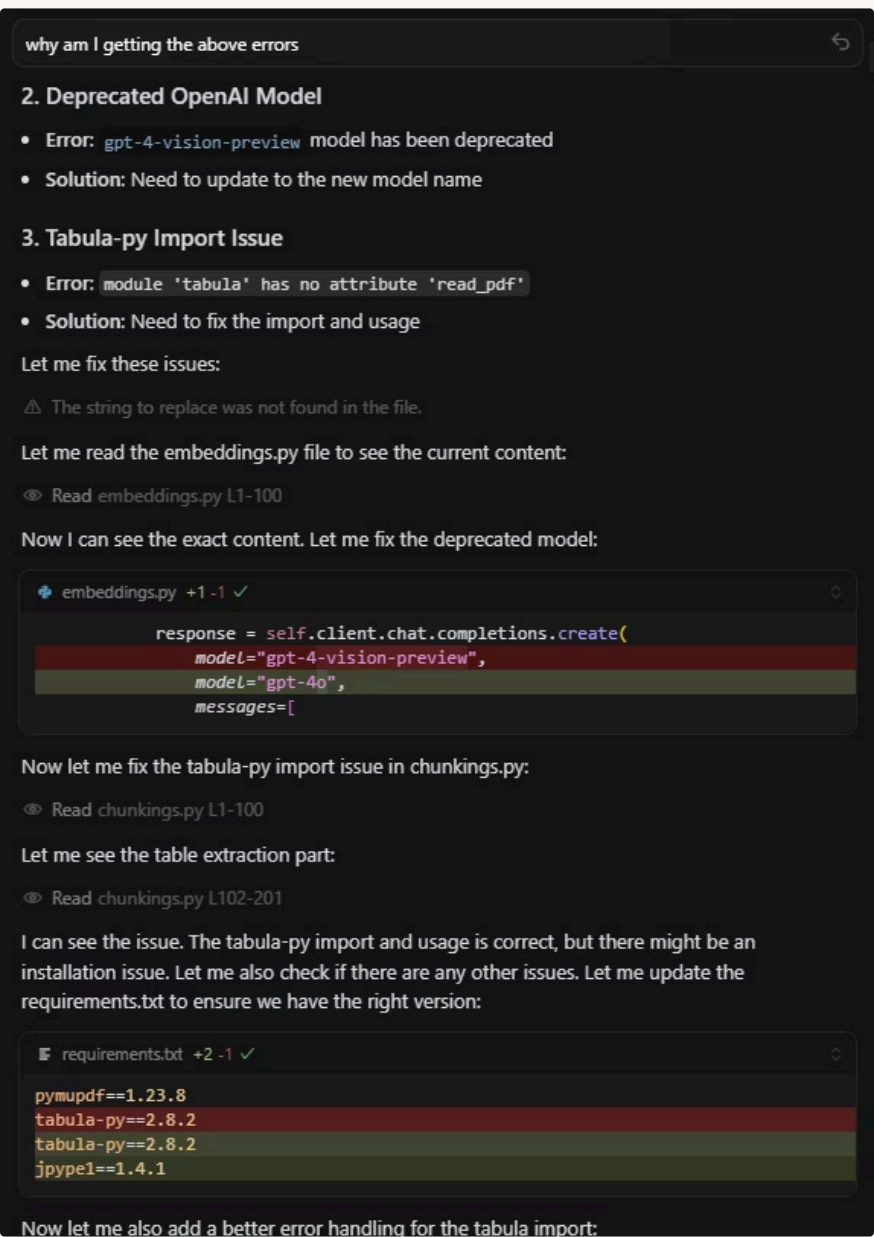 why am I getting the above errors
2. Deprecated OpenAI Model
• Error: gpt-4-vision-preview model has been deprecated
• Solution: Need to update to the new model name
3. Tabula-py Import Issue
• Error: module 'tabula' has no attribute 'read_pdf'
• Solution: Need to fix the import and usage
Let me fix these issues:
The string to replace was not found in the file.
Let me read the embeddings.py file to see the current content:
Read embeddings.py L1-100
Now I can see the exact content. Let me fix the deprecated model:
embeddings.py +1 -1
response = self.client.chat.completions.create(
model="gpt-4-vision-preview",
model="gpt-4o",
messages=[
Now let me fix the tabula-py import issue in chunkings.py:
Read chunkings.py L1-100
Let me see the table extraction part:
Read chunkings.py L102-201
I can see the issue. The tabula-py import and usage is correct, but there might be an
installation issue. Let me also check if there are any other issues. Let me update the
requirements.txt to ensure we have the right version:
requirements.txt +2 -1
pymupdf==1.23.8
tabula-py==2.8.2
tabula-py==2.8.2
jpype1==1.4.1
Now let me also add a better error handling for the tabula import: